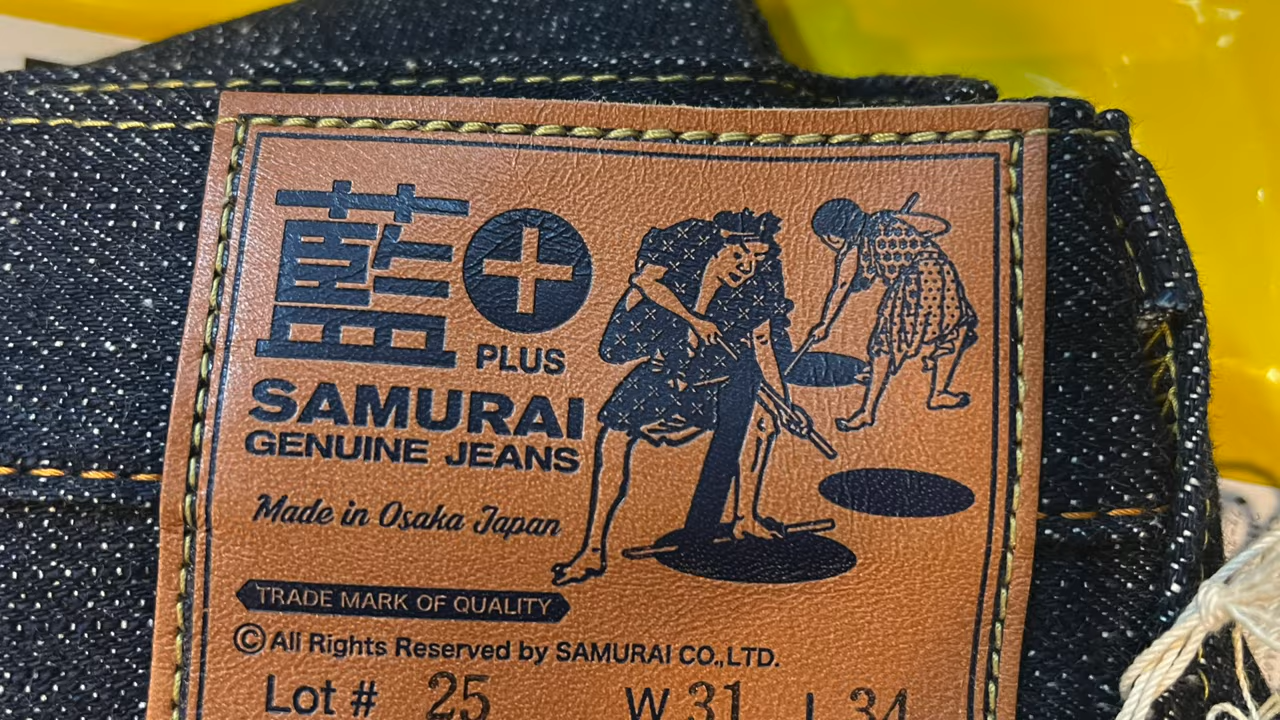 藍+
PLUS
SAMURAI
GENUINE JEANS
Made in Osaka Japan
TRADE MARK OF QUALITY
©All Rights Reserved by SAMURAI CO.,LTD.
Lot # 25 W 31 L 34